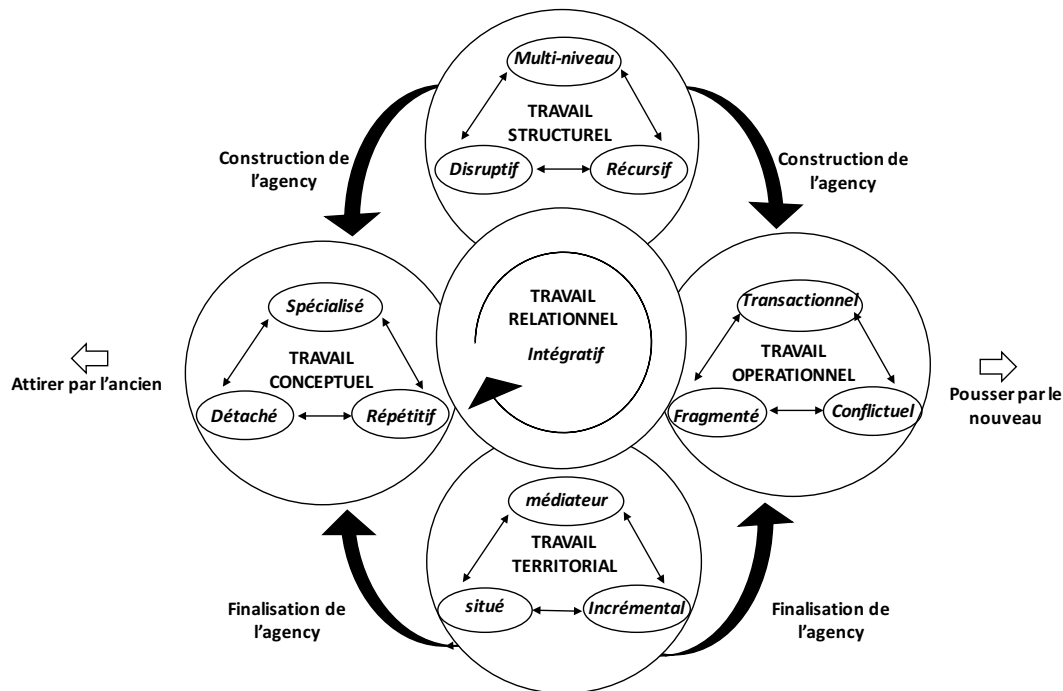 Multi-niveau
TRAVAIL
STRUCTUREL
Disruptif
Récursif
Construction de
l'agency
Construction de
l'agency
Spécialisé
TRAVAIL
CONCEPTUEL
Détaché
Répétitif
TRAVAIL
RELATIONNEL
Intégratif
Transactionnel
TRAVAIL
OPERATIONNEL
Fragmenté
Conflictuel
Attirer par l'ancien
Pousser par le
nouveau
médiateur
TRAVAIL
TERRITORIAL
situé
Incrémental
Finalisation de
l'agency
Finalisation de
l'agency